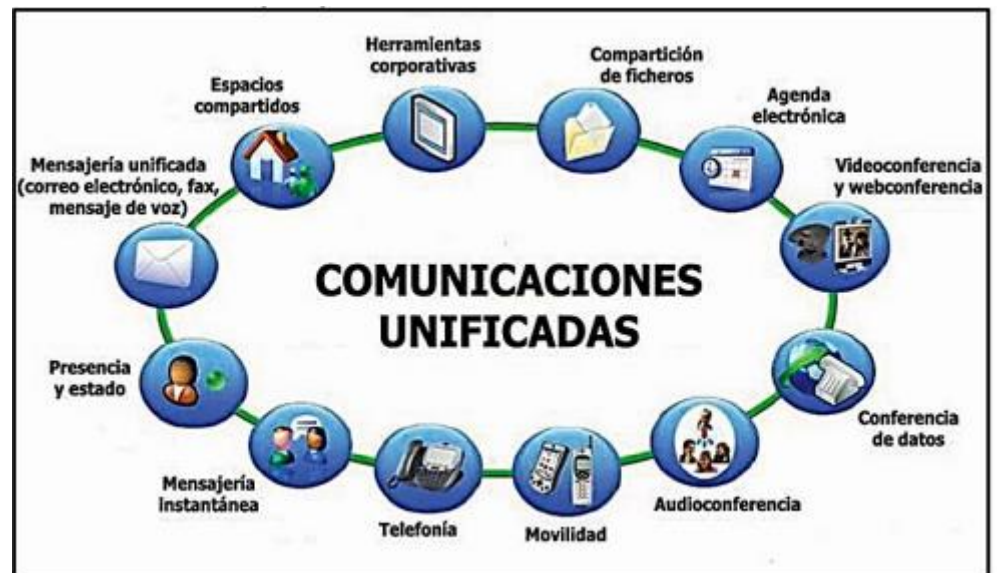 Herramientas
corporativas
Compartición
de ficheros
Espacios
compartidos
Agenda
electrónica
Mensajería unificada
(correo electrónico, fax,
mensaje de voz)
Videoconferencia
y webconferencia
COMUNICACIONES
UNIFICADAS
Presencia
y estado
Conferencia
de datos
Mensajería
instantánea
Telefonía
Movilidad
Audioconferencia